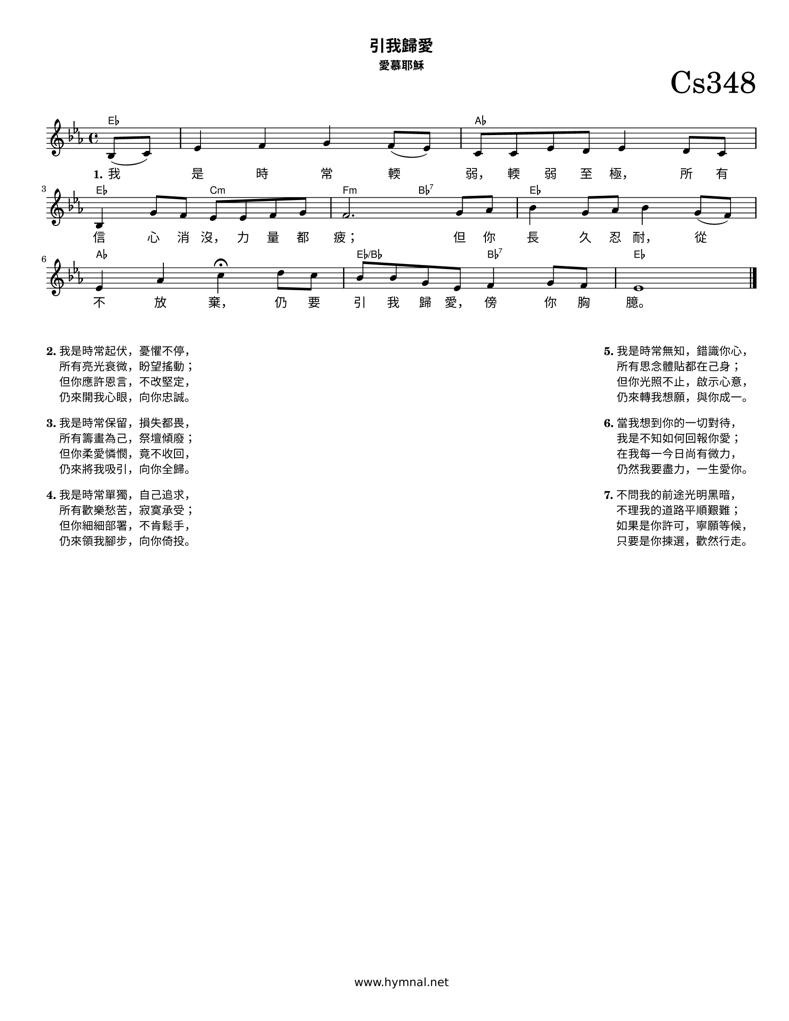 引我歸愛
愛慕耶穌
Cs348
E♭ A♭
1. 我 是 時 常 輭 弱， 輭 弱 至 極， 所 有
3 E♭ Cm Fm B♭7 E♭
信 心 消 沒， 力 量 都 疲； 但 你 長 久 忍 耐， 從
6 A♭ E♭/B♭ B♭7 E♭
不 放 棄， 仍 要 引 我 歸 愛， 傍 你 胸 臆。
2. 我是時常起伏，憂懼不停，
所有亮光衰微，盼望搖動；
但你應許恩言，不改堅定，
仍來開我心眼，向你忠誠。
3. 我是時常保留，損失都畏，
所有籌畫為己，祭壇傾廢；
但你柔愛憐憫，竟不收回，
仍來將我吸引，向你全歸。
4. 我是時常單獨，自己追求，
所有歡樂愁苦，寂寞承受；
但你細細部署，不肯鬆手，
仍來領我腳步，向你倚投。
5. 我是時常無知，錯識你心，
所有思念體貼都在己身；
但你光照不止，啟示心意，
仍來轉我想願，與你成一。
6. 當我想到你的一切對待，
我是不知如何回報你愛；
在我每一今日尚有微力，
仍然我要盡力，一生愛你。
7. 不問我的前途光明黑暗，
不理我的道路平順艱難；
如果是你許可，寧願等候，
只要是你揀選，歡然行走。
www.hymnal.net